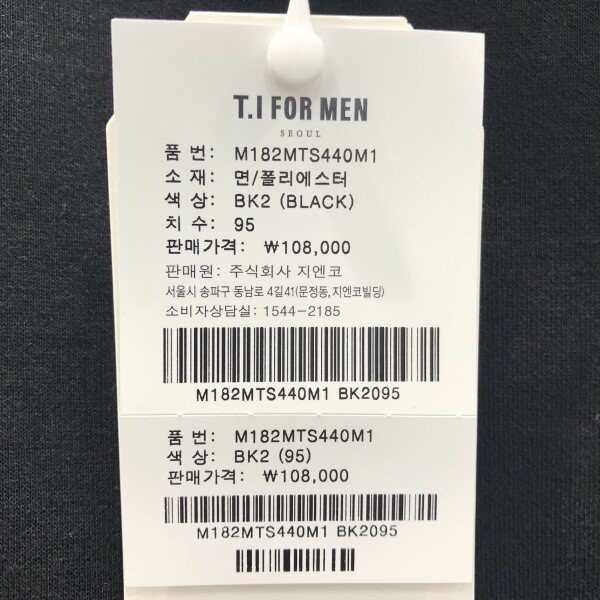 T.I FOR MEN
SEOUL
품 번: M182MTS440M1
소 재: 면/폴리에스터
색 상: BK2 (BLACK)
치 수: 95
판매가격: ₩108,000
판매원: 주식회사 지엔코
서울시 송파구 동남로 4길41(문정동, 지엔코빌딩)
소비자상담실: 1544-2185
M182MTS440M1 BK2095
품 번: M182MTS440M1
색 상: BK2 (95)
판매가격: ₩108,000
M182MTS440M1 BK2095